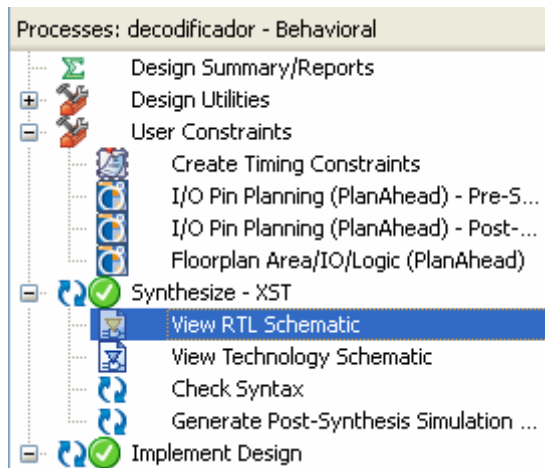 Processes: decodificador - Behavioral
Design Summary/Reports
Design Utilities
User Constraints
Create Timing Constraints
I/O Pin Planning (PlanAhead) - Pre-S...
I/O Pin Planning (PlanAhead) - Post-...
Floorplan Area/IO/Logic (PlanAhead)
Synthesize - XST
View RTL Schematic
View Technology Schematic
Check Syntax
Generate Post-Synthesis Simulation ...
Implement Design